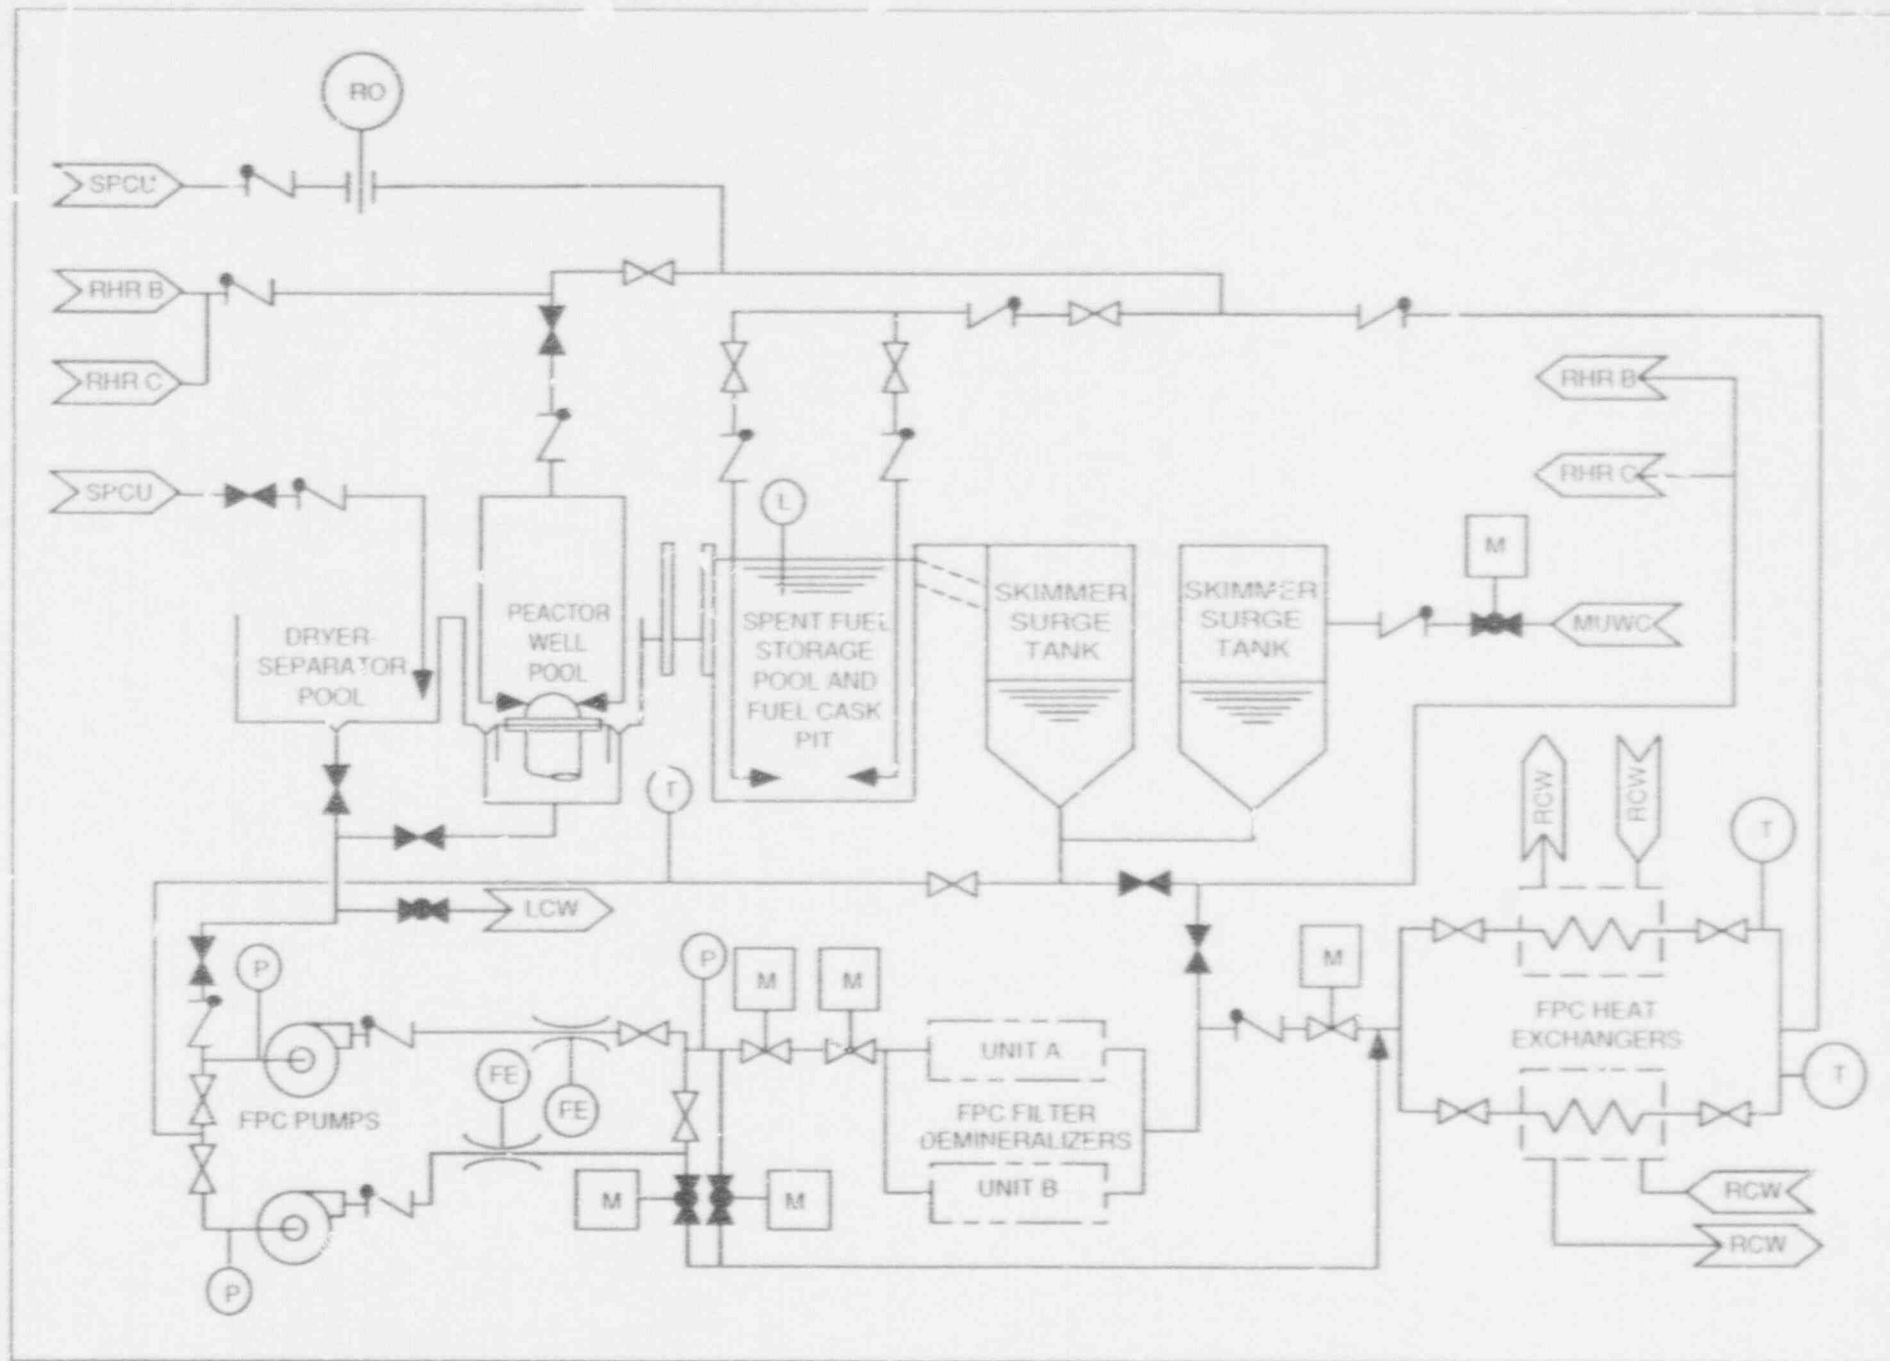 RO
SPCU
RHR B
RHR C
RHR B
RHR C
SPCU
L
M
MUWC
DRYER-
SEPARATOR
POOL
PEACTOR
WELL
POOL
SPENT FUEL
STORAGE
POOL AND
FUEL CASK
PIT
SKIMMER
SURGE
TANK
SKIMMER
SURGE
TANK
T
RCW
RCW
T
LCW
P
P
M
M
M
UNIT A
FPC FILTER
DEMINERALIZERS
UNIT B
FPC HEAT
EXCHANGERS
T
FE
FE
FPC PUMPS
M
M
RCW
RCW
P